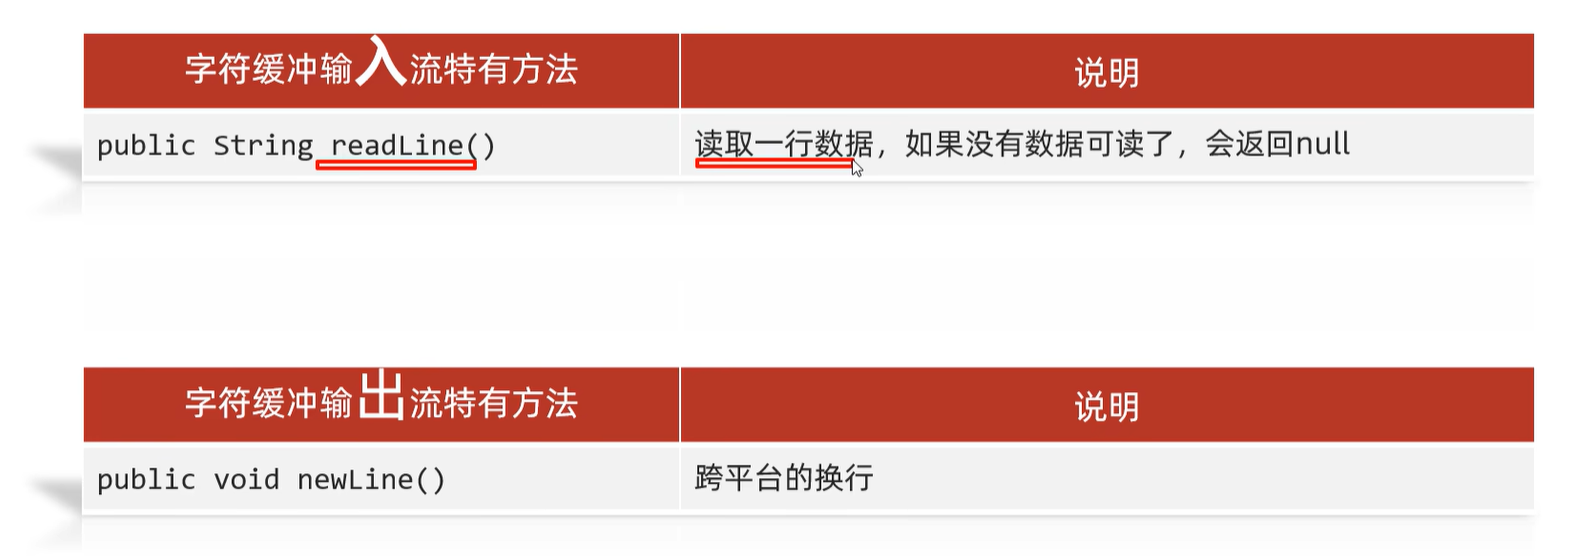 字符缓冲输入流特有方法 说明
public String readLine() 读取一行数据，如果没有数据可读了，会返回null
字符缓冲输出流特有方法 说明
public void newLine() 跨平台的换行